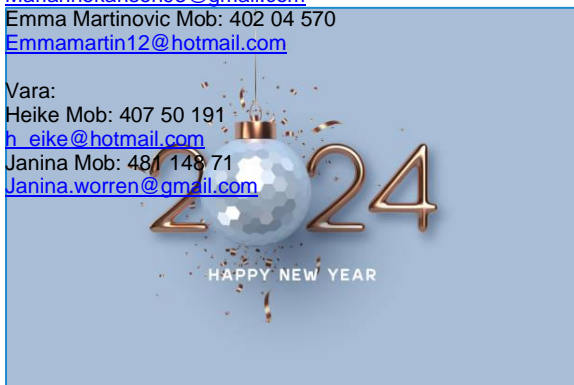 Emma Martinovic Mob: 402 04 570
Emmamartin12@hotmail.com
Vara:
Heike Mob: 407 50 191
h_eike@hotmail.com
Janina Mob: 481 148 71
Janina.worren@gmail.com
2024
HAPPY NEW YEAR